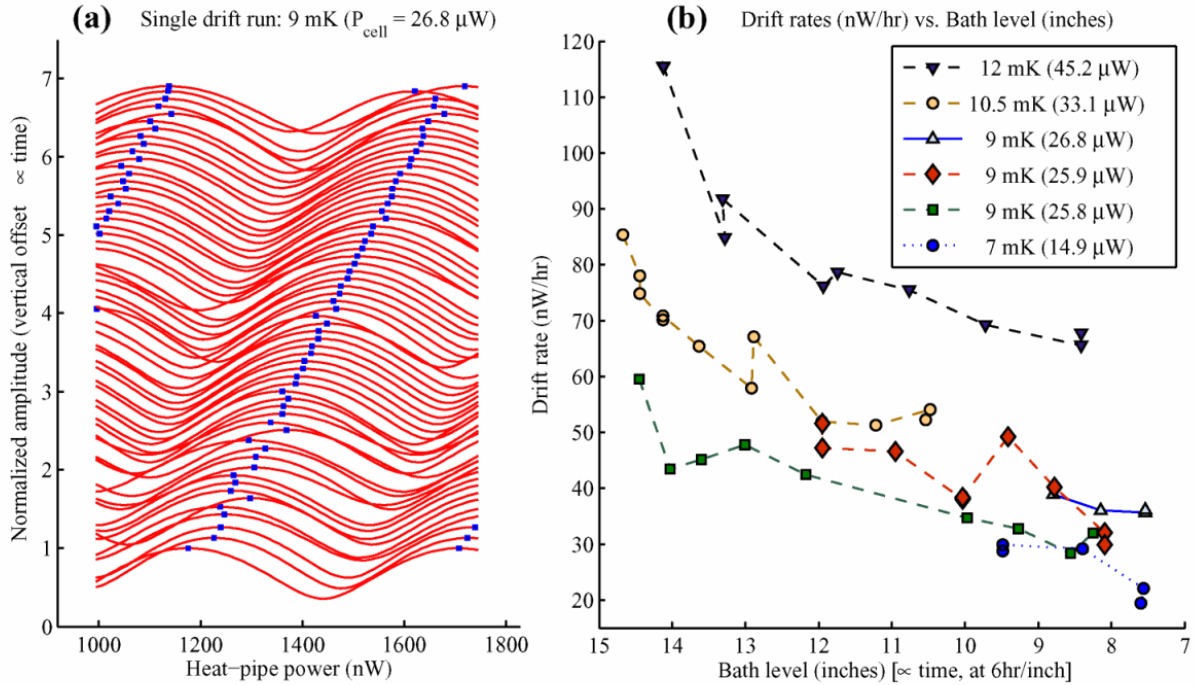 (a) Single drift run: 9 mK (Pcell = 26.8 µW)
Normalized amplitude (vertical offset ∝ time)
7
6
5
4
3
2
1
0
1000 1200 1400 1600 1800
Heat−pipe power (nW)
(b) Drift rates (nW/hr) vs. Bath level (inches)
Drift rate (nW/hr)
120
110
100
90
80
70
60
50
40
30
20
12 mK (45.2 µW)
10.5 mK (33.1 µW)
9 mK (26.8 µW)
9 mK (25.9 µW)
9 mK (25.8 µW)
7 mK (14.9 µW)
15 14 13 12 11 10 9 8 7
Bath level (inches) [∝ time, at 6hr/inch]